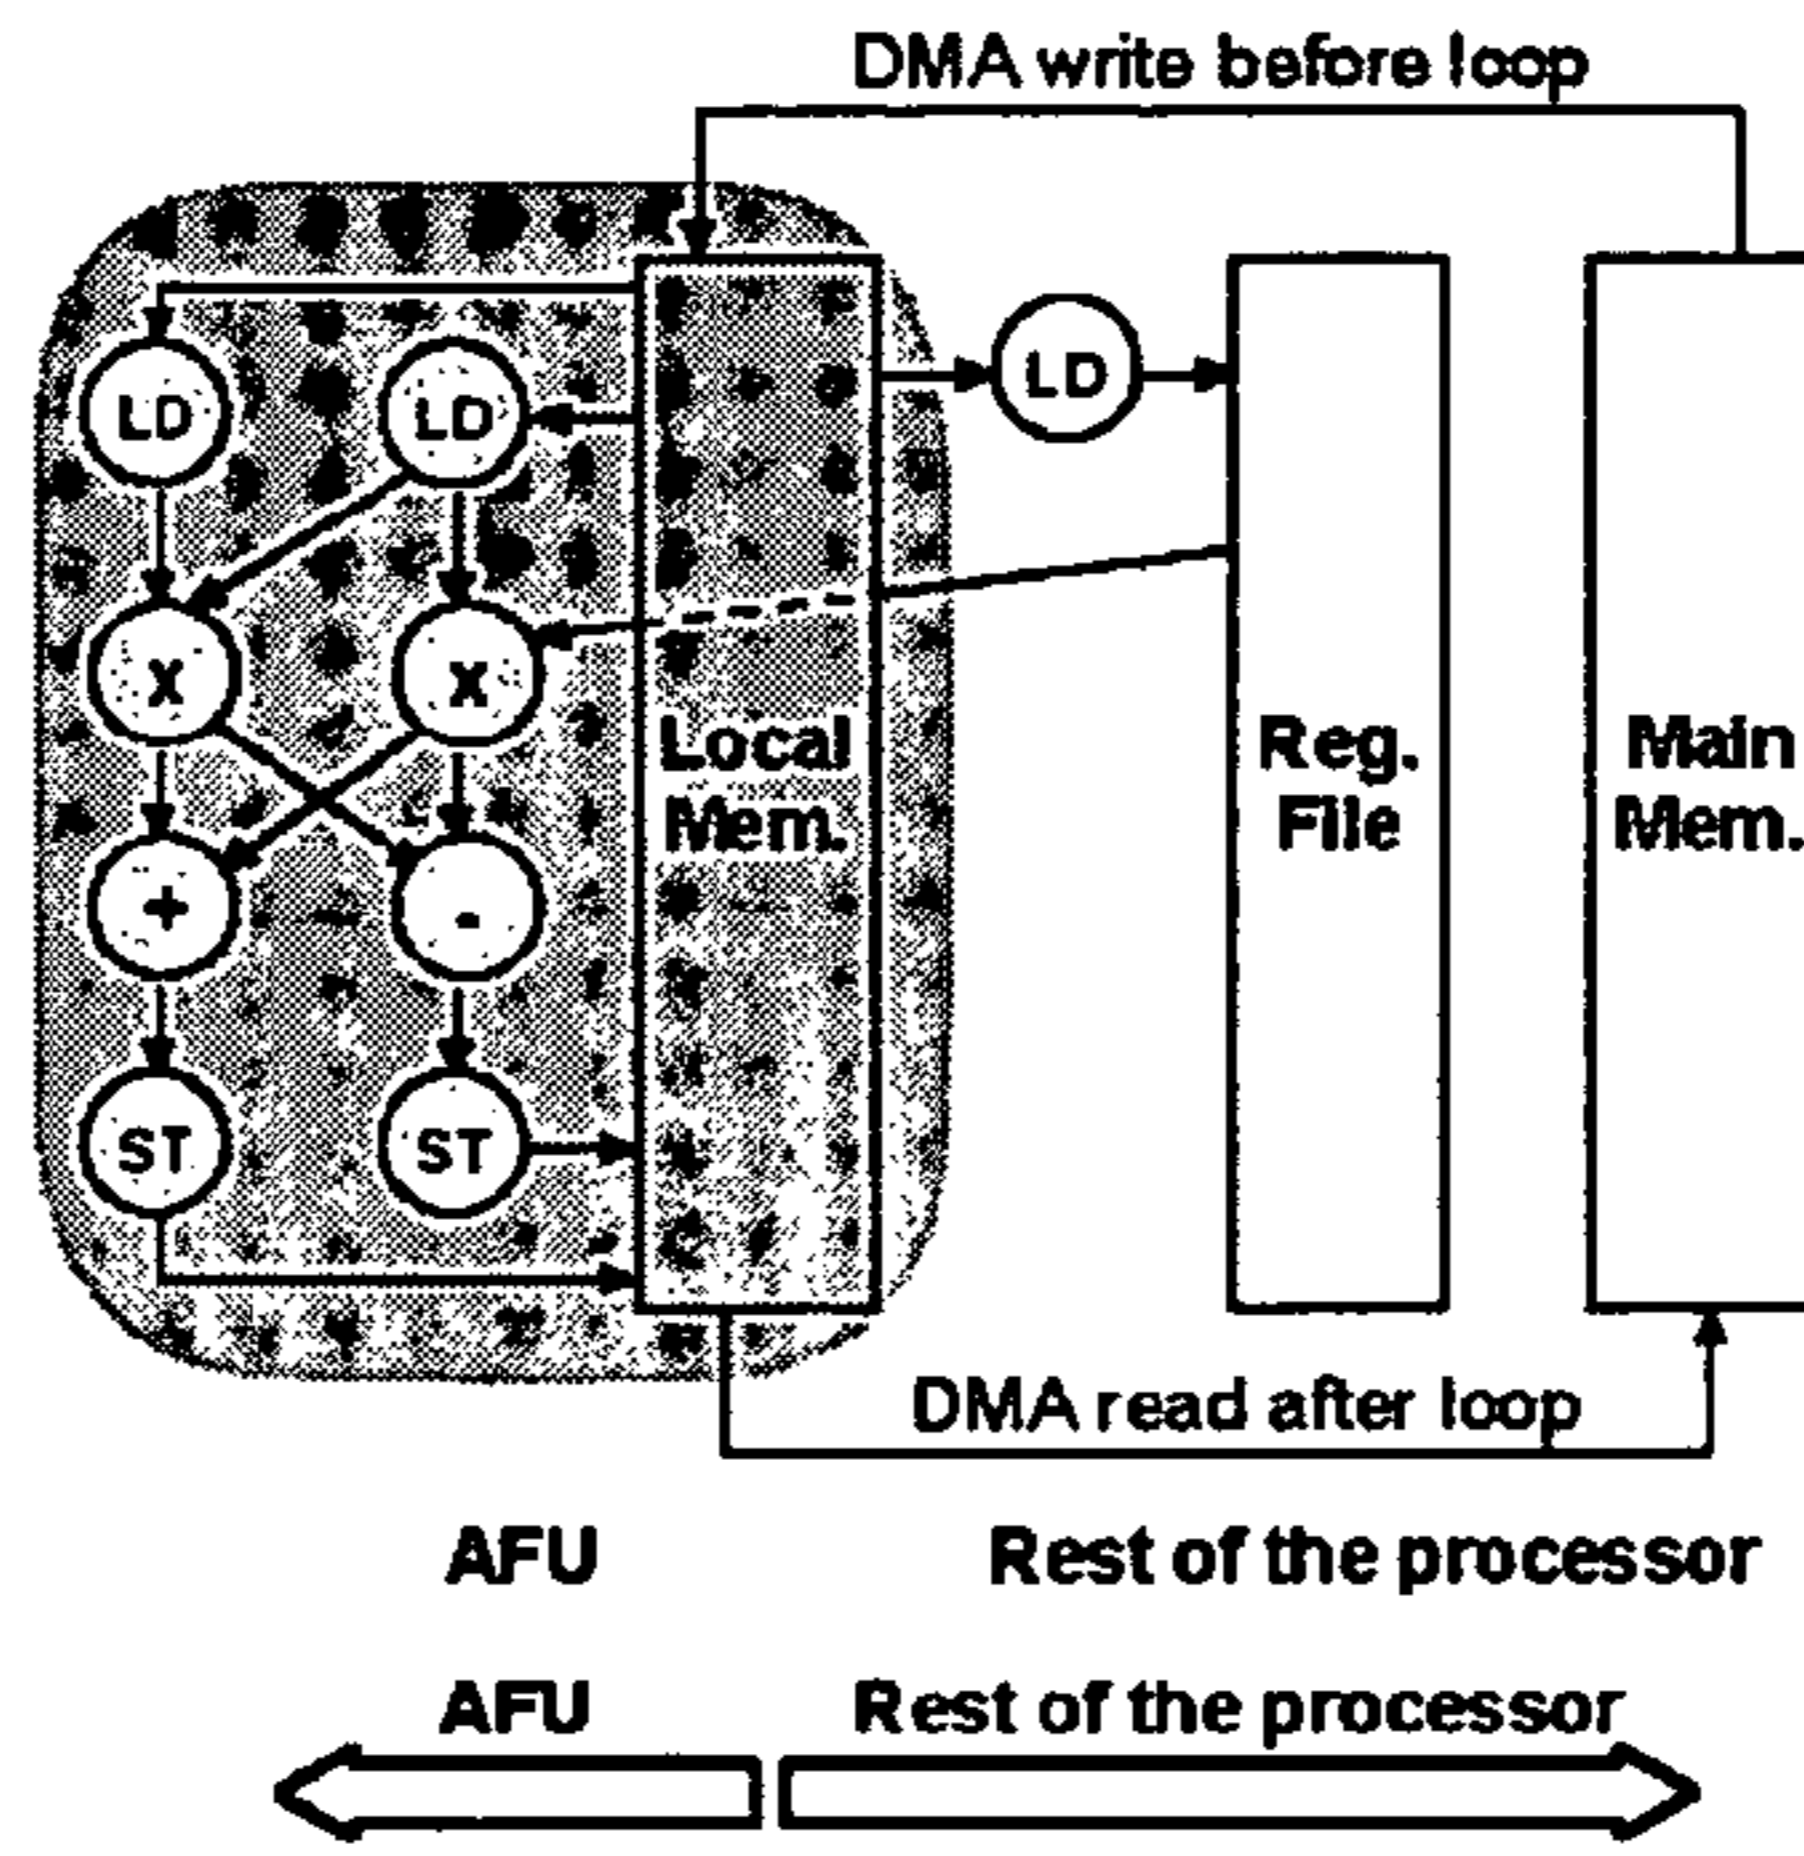 DMA write before loop
LD
LD
LD
x
x
Local
Mem.
Reg.
File
Main
Mem.
+
-
ST
ST
DMA read after loop
AFU
Rest of the processor
AFU
Rest of the processor